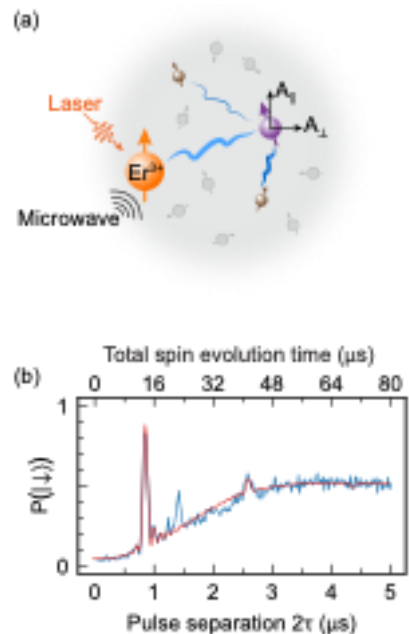 (a)
A∥
Laser
A⊥
Er³⁺
Microwave
Total spin evolution time (μs)
(b)
0 16 32 48 64 80
1
P(|↓⟩)
0
0 1 2 3 4 5
Pulse separation 2τ (μs)